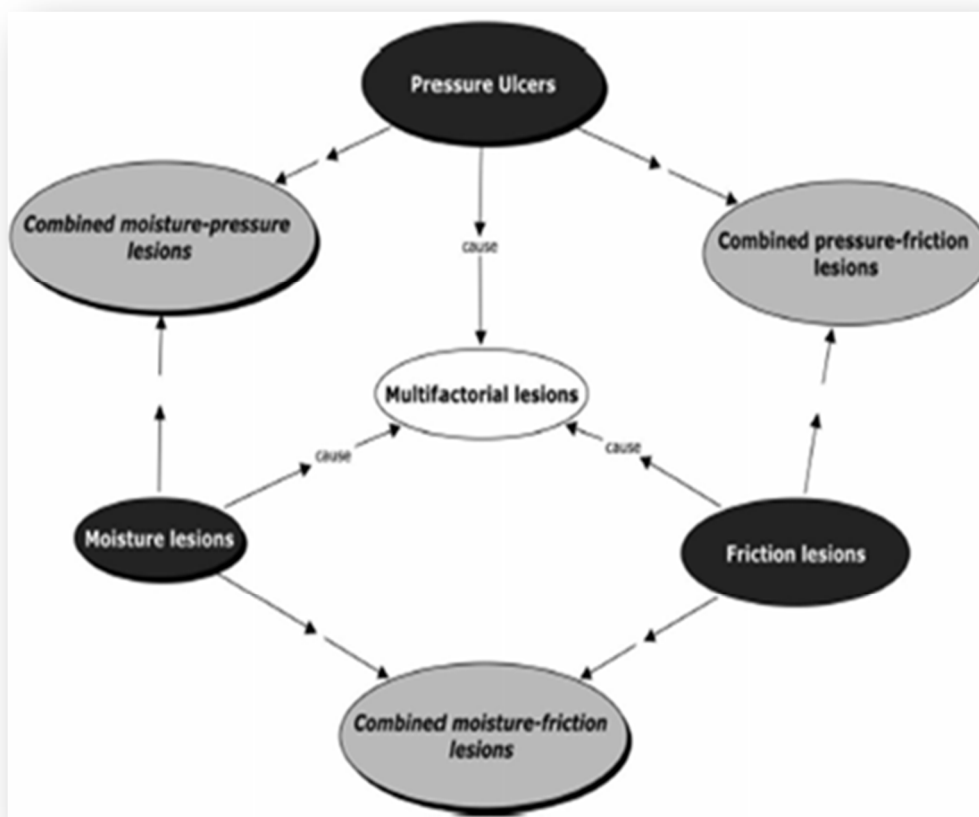 Pressure Ulcers
Combined moisture-pressure
lesions
Combined pressure-friction
lesions
cause
Multifactorial lesions
cause
cause
Moisture lesions
Friction lesions
Combined moisture-friction
lesions